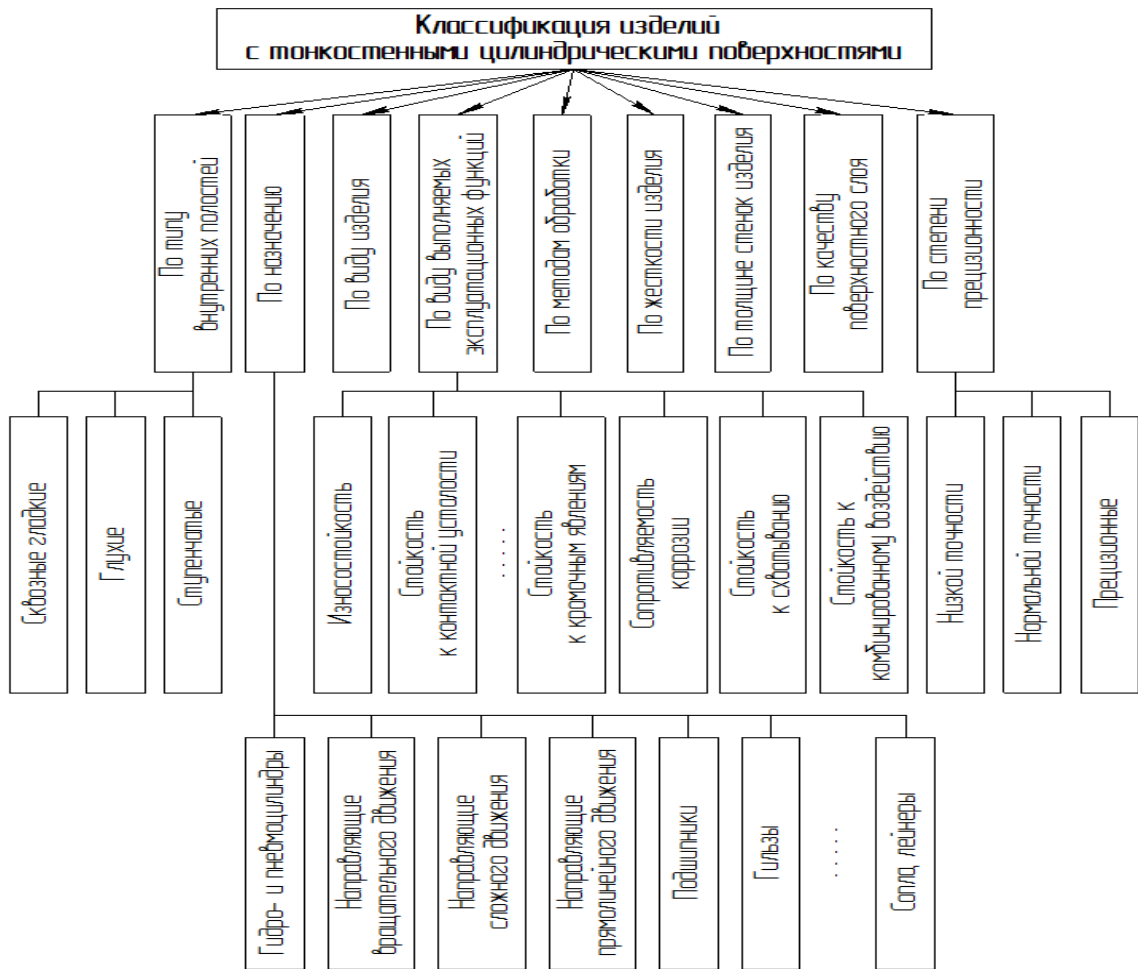 Классификация изделий
с тонкостенными цилиндрическими поверхностями
По типу
внутренних полостей
По назначению
По виду изделия
По виду выполняемых
эксплуатационных функций
По методам обработки
По жесткости изделия
По толщине стенок изделия
По качеству
поверхностного слоя
По степени
прецизионности
Сквозные гладкие
Глухие
Ступенчатые
Износостойкость
Стойкость
к контактной усталости
......
Стойкость
к кромочным явлениям
Сопротивляемость
коррозии
Стойкость
к схватыванию
Стойкость к
комбинированному воздействию
Низкой точности
Нормальной точности
Прецизионные
Гидро- и пневмоцилиндры
Направляющие
вращательного движения
Направляющие
сложного движения
Направляющие
прямолинейного движения
Подшипники
Гильзы
.....
Сопла, лейнеры